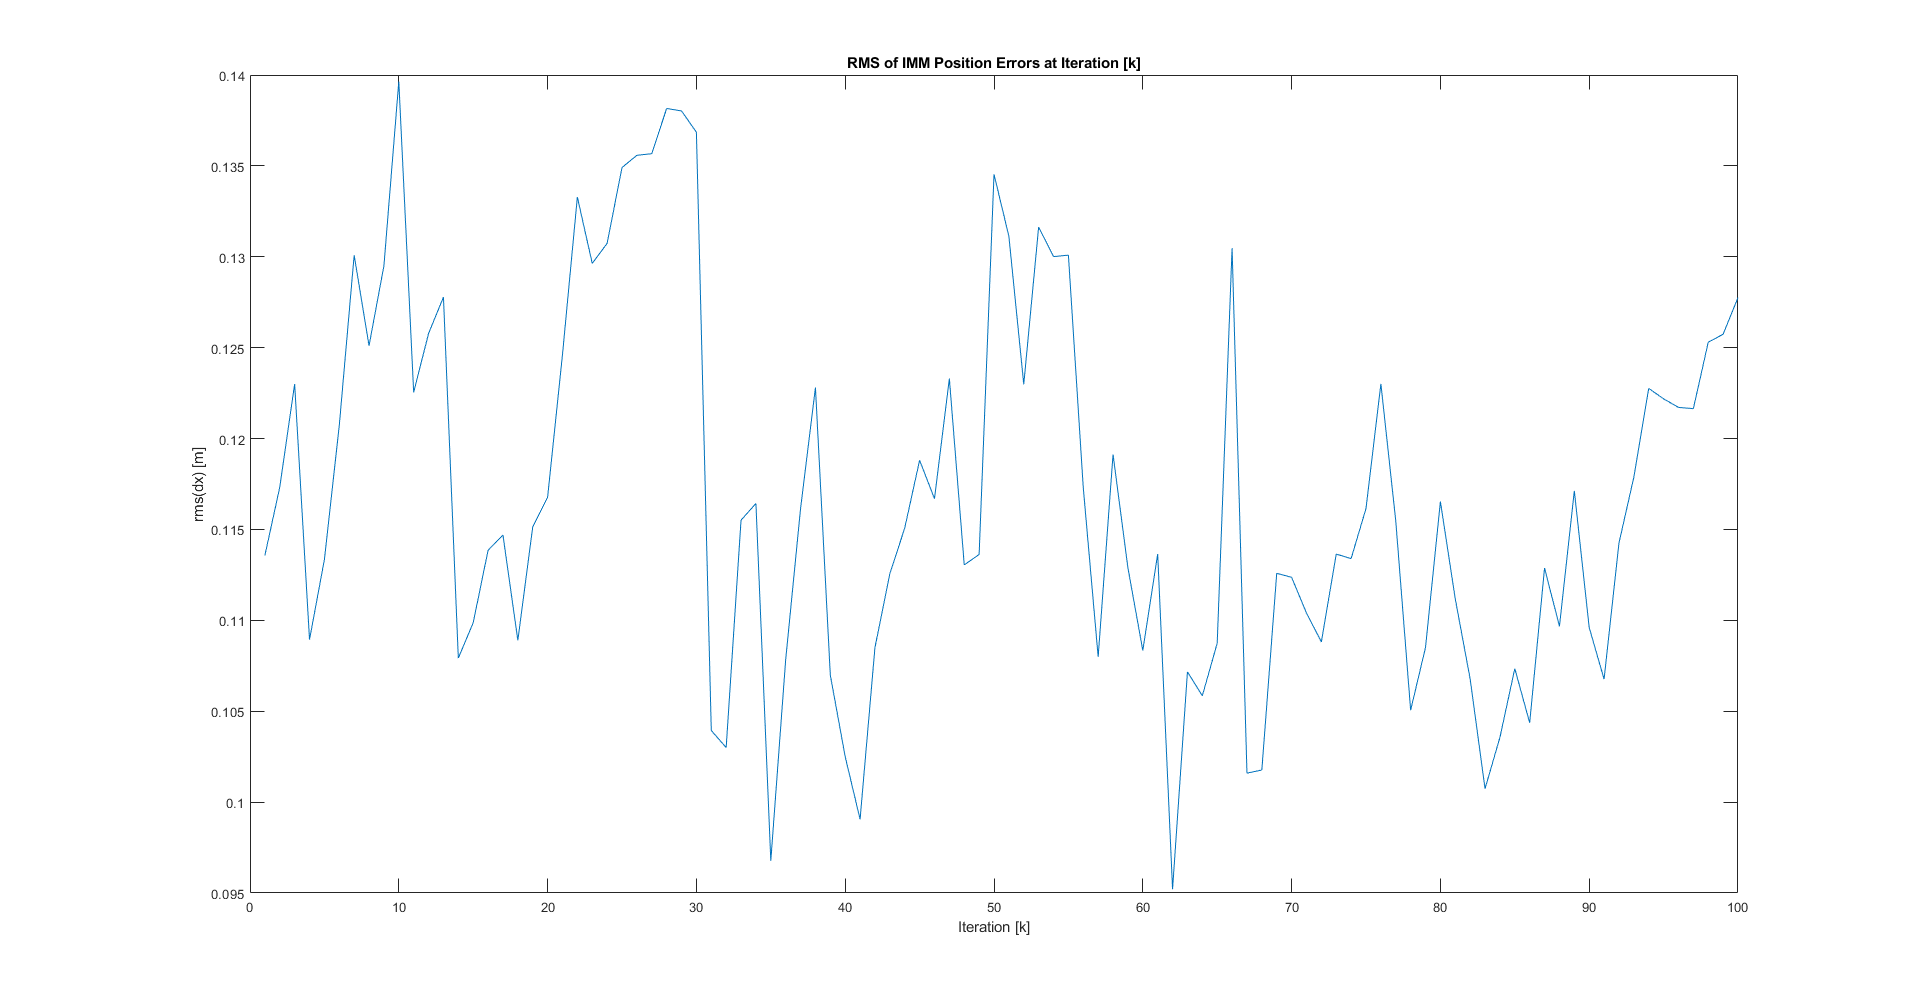 RMS of IMM Position Errors at Iteration [k]
0.14
0.135
0.13
0.125
0.12
0.115
0.11
0.105
0.1
0.095
rms(dx) [m]
0 10 20 30 40 50 60 70 80 90 100
Iteration [k]